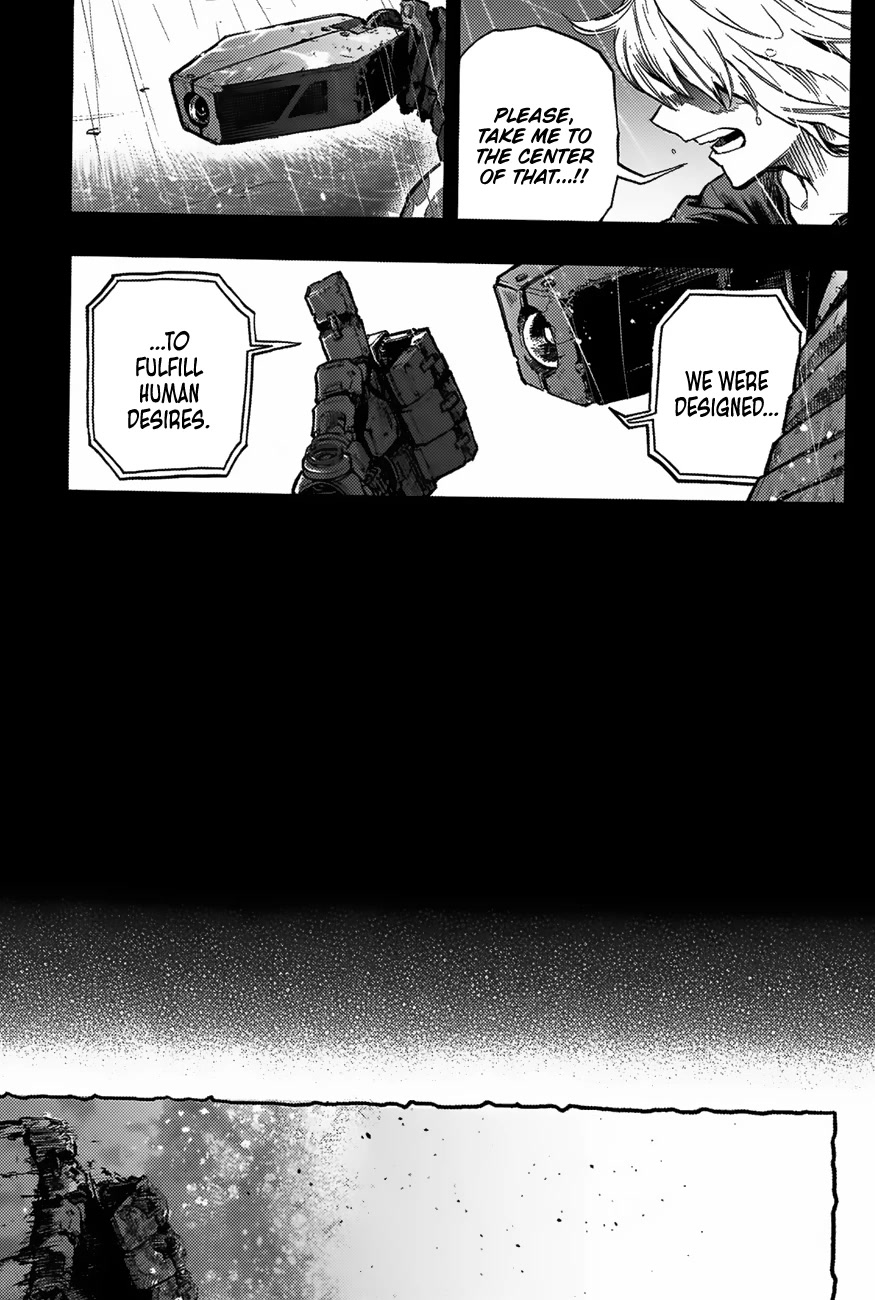 PLEASE,
TAKE ME TO
THE CENTER
OF THAT...!!
WE WERE
DESIGNED...
...TO
FULFILL
HUMAN
DESIRES.